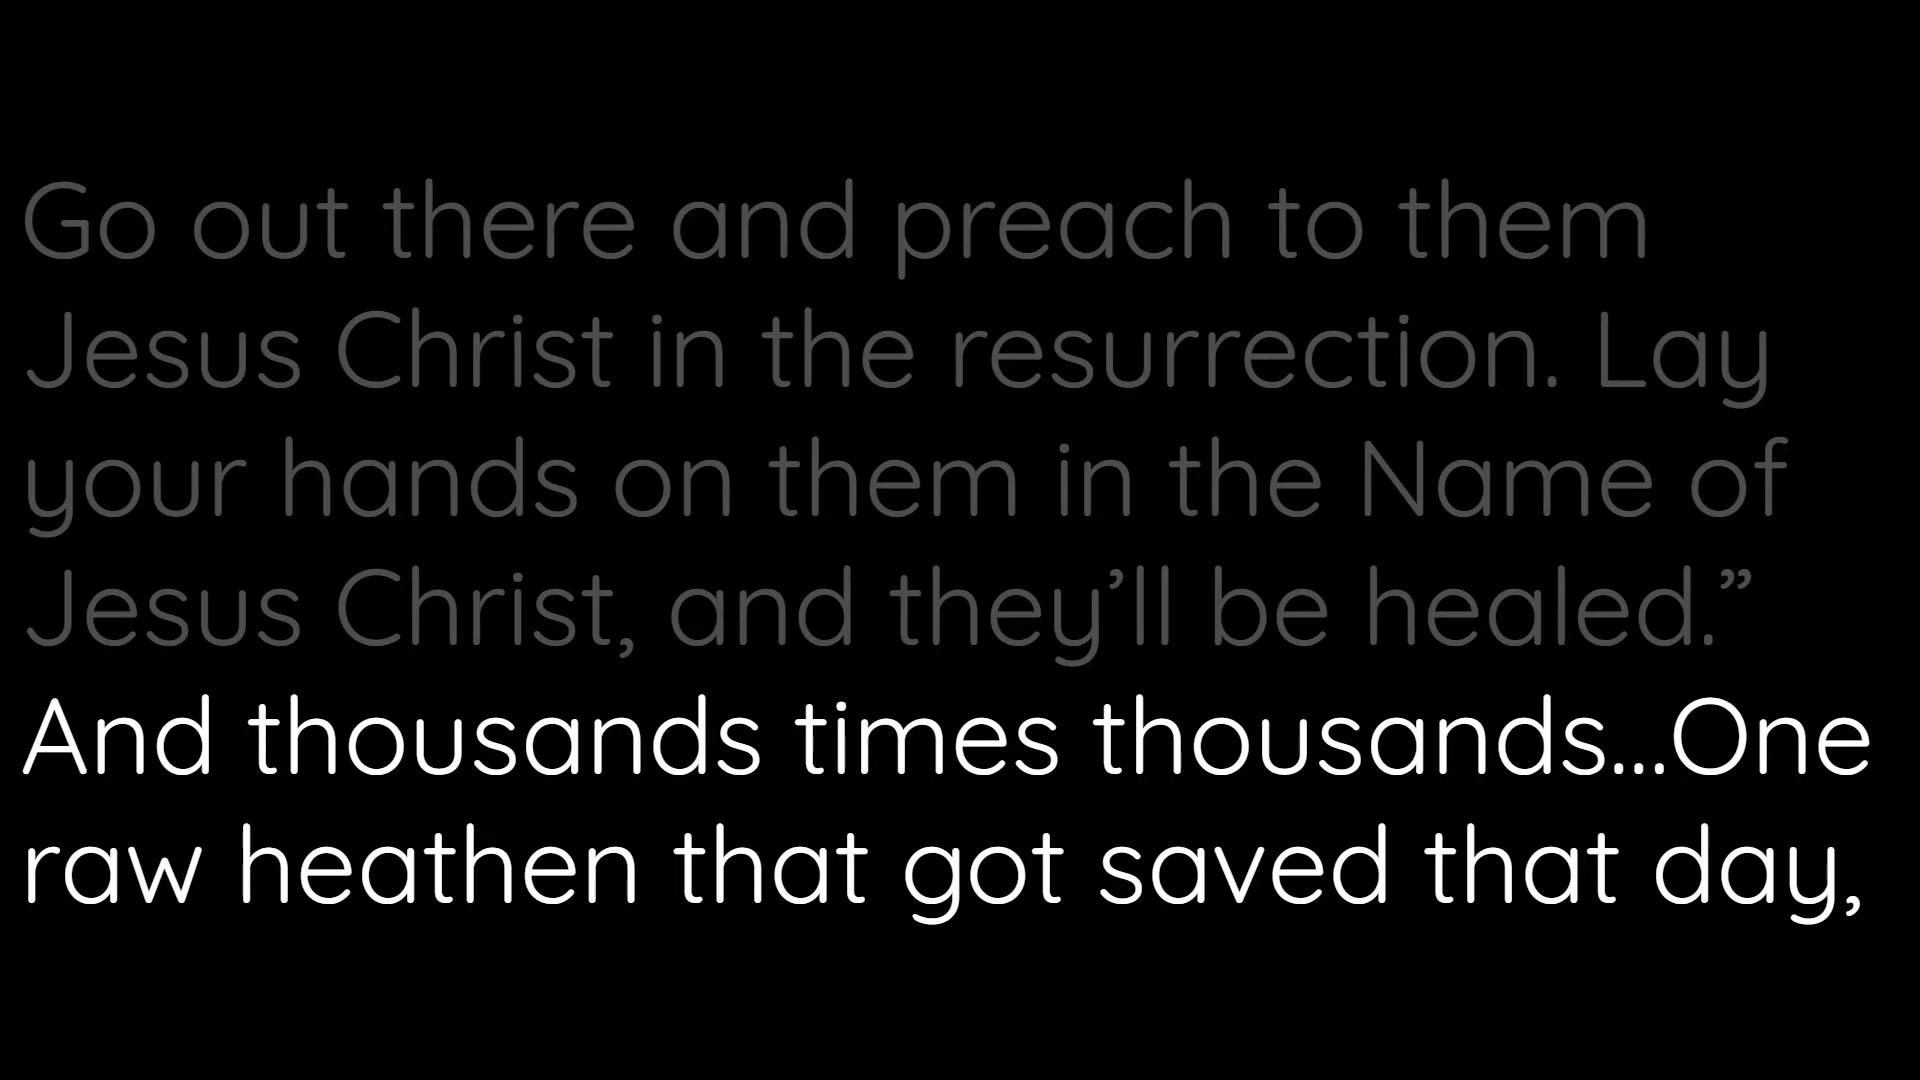 Go out there and preach to them
Jesus Christ in the resurrection. Lay
your hands on them in the Name of
Jesus Christ, and they’ll be healed.”
And thousands times thousands...One
raw heathen that got saved that day,